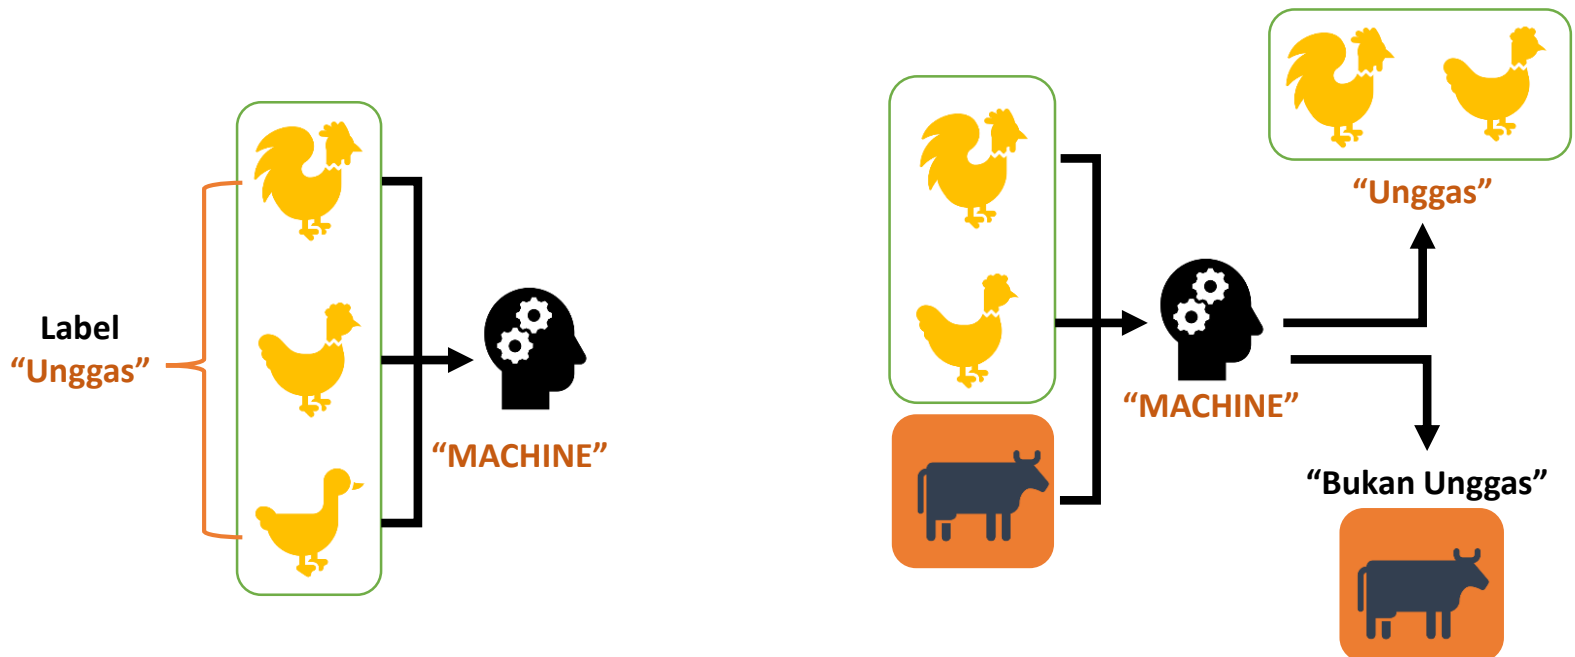 Label
“Unggas”
“MACHINE”
“MACHINE”
“Unggas”
“Bukan Unggas”